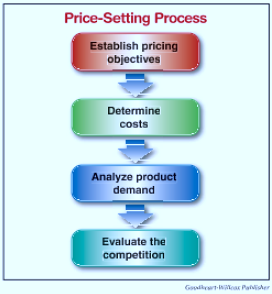 Price-Setting Process
Establish pricing
objectives
Determine
costs
Analyze product
demand
Evaluate the
competition
Goodheart-Willcox Publisher